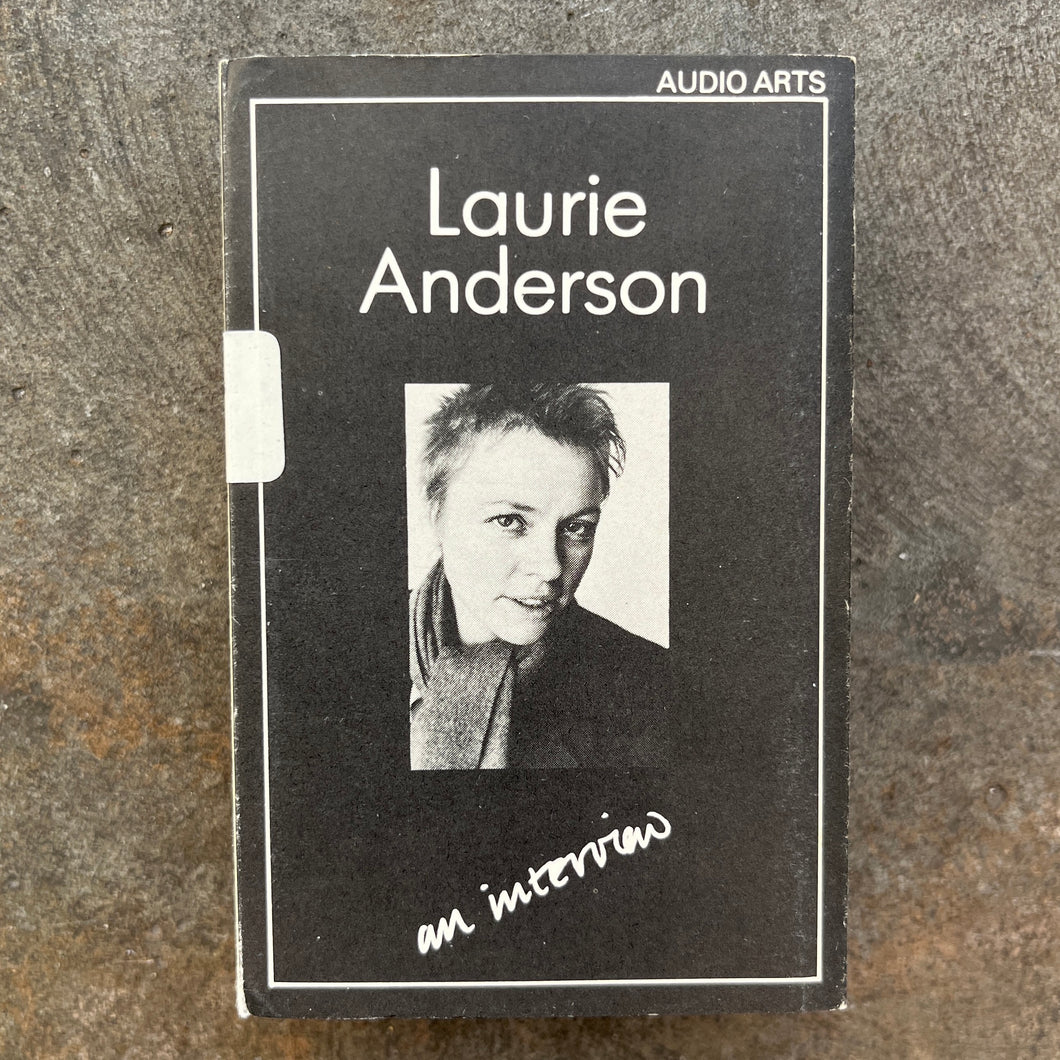 AUDIO ARTS
Laurie
Anderson
an interview